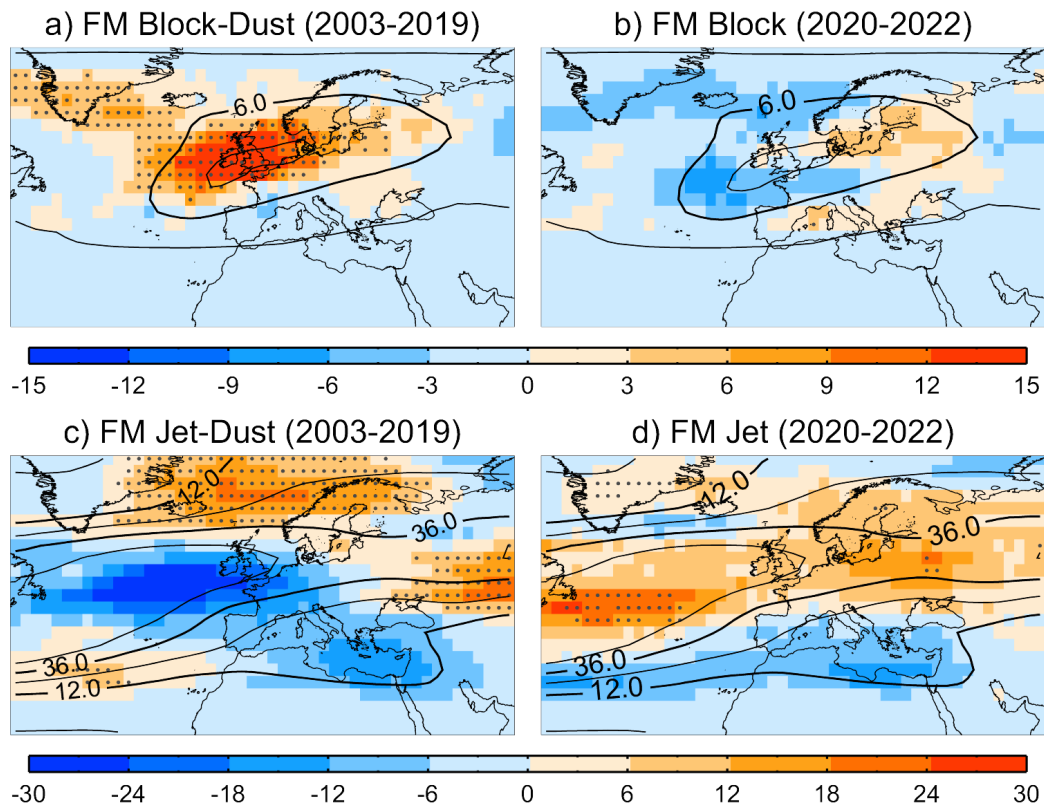 a) FM Block-Dust (2003-2019)
b) FM Block (2020-2022)
6.0
6.0
-15 -12 -9 -6 -3 0 3 6 9 12 15
c) FM Jet-Dust (2003-2019)
d) FM Jet (2020-2022)
12.0
36.0
36.0
12.0
12.0
36.0
36.0
12.0
-30 -24 -18 -12 -6 0 6 12 18 24 30